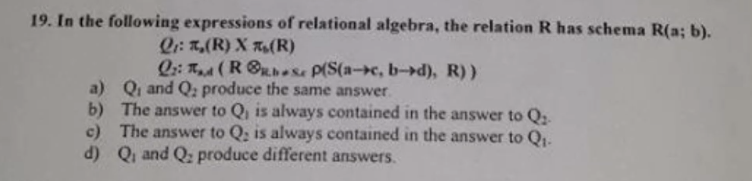 19. In the following expressions of relational algebra, the relation R has schema R(a; b).
Q₁: πₐ(R) X π_b(R)
Q₂: π_a,d ( R ⊗_R.b≠S.c ρ(S(a→c, b→d), R) )
a) Q₁ and Q₂ produce the same answer.
b) The answer to Q₁ is always contained in the answer to Q₂.
c) The answer to Q₂ is always contained in the answer to Q₁.
d) Q₁ and Q₂ produce different answers.